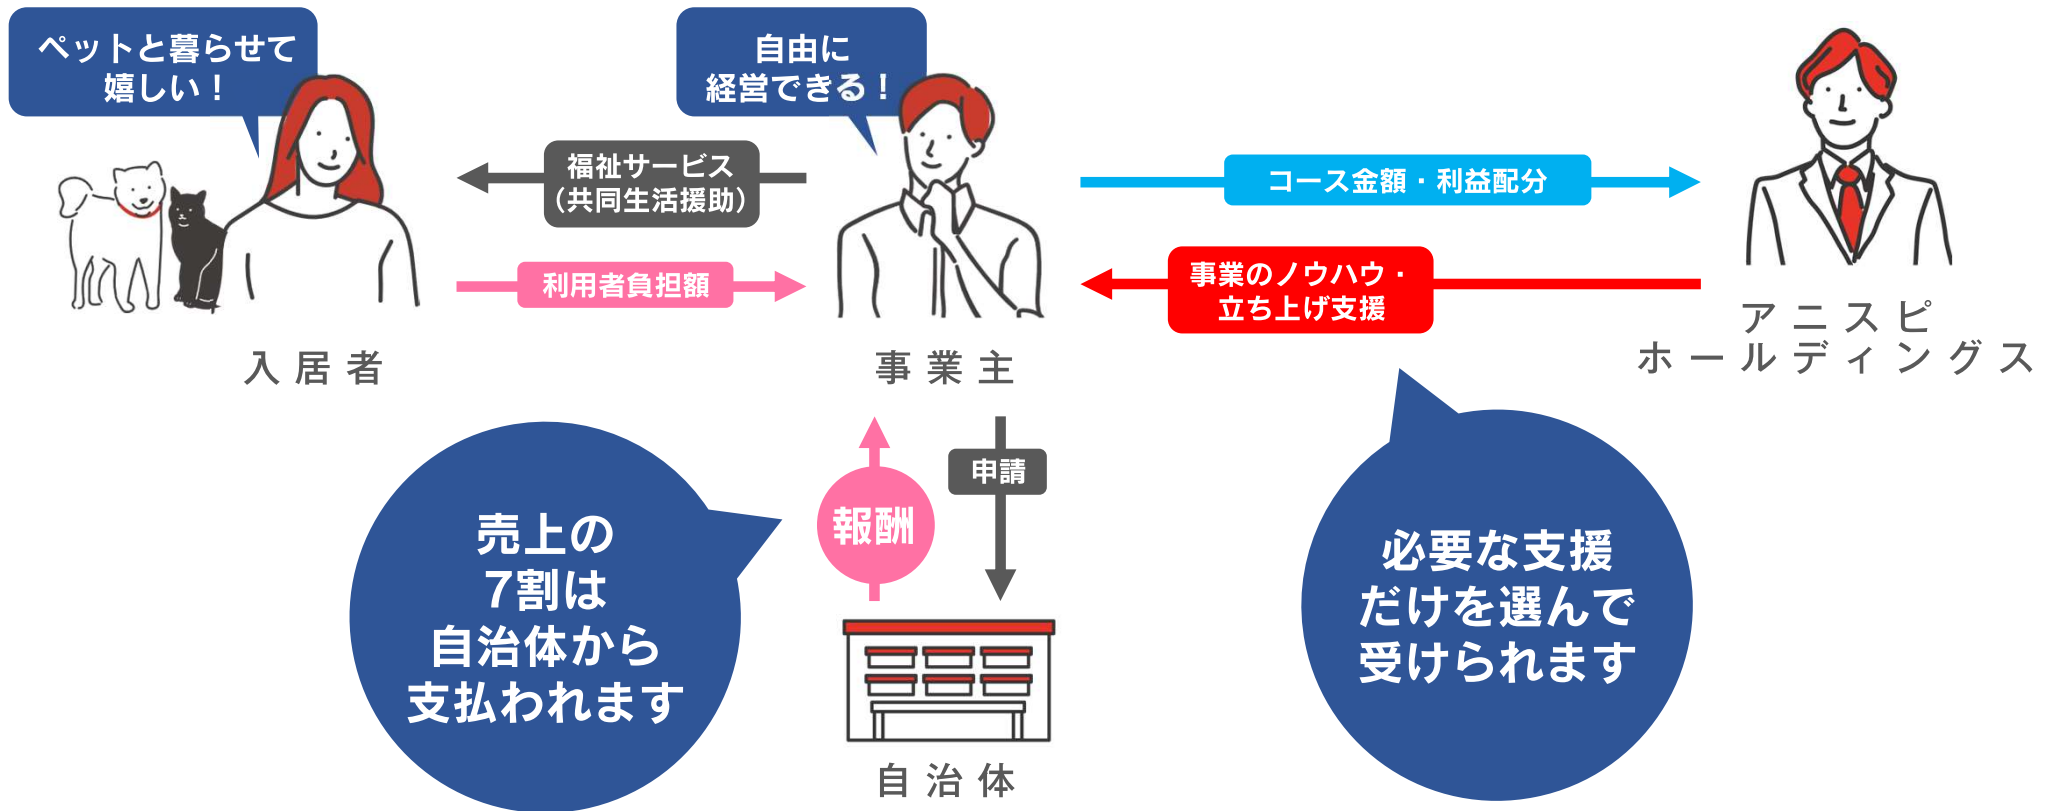 ペットと暮らせて
嬉しい！
自由に
経営できる！
福祉サービス
（共同生活援助）
利用者負担額
コース金額・利益配分
事業のノウハウ・
立ち上げ支援
入居者
事業主
アニスピ
ホールディングス
売上の
7割は
自治体から
支払われます
報酬
申請
必要な支援
だけを選んで
受けられます
自治体